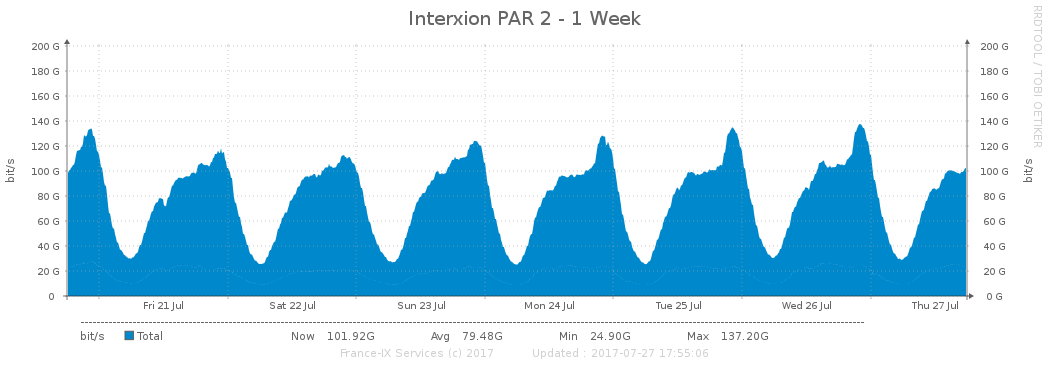 Interxion PAR 2 - 1 Week
RRDTOOL / TOBI OETIKER
bit/s
200 G 200 G
180 G 180 G
160 G 160 G
140 G 140 G
120 G 120 G
100 G 100 G
80 G 80 G
60 G 60 G
40 G 40 G
20 G 20 G
0 0 G
bit/s
Fri 21 Jul Sat 22 Jul Sun 23 Jul Mon 24 Jul Tue 25 Jul Wed 26 Jul Thu 27 Jul
bit/s Total Now 101.92G Avg 79.48G Min 24.90G Max 137.20G
France-IX Services (c) 2017 Updated : 2017-07-27 17:55:06